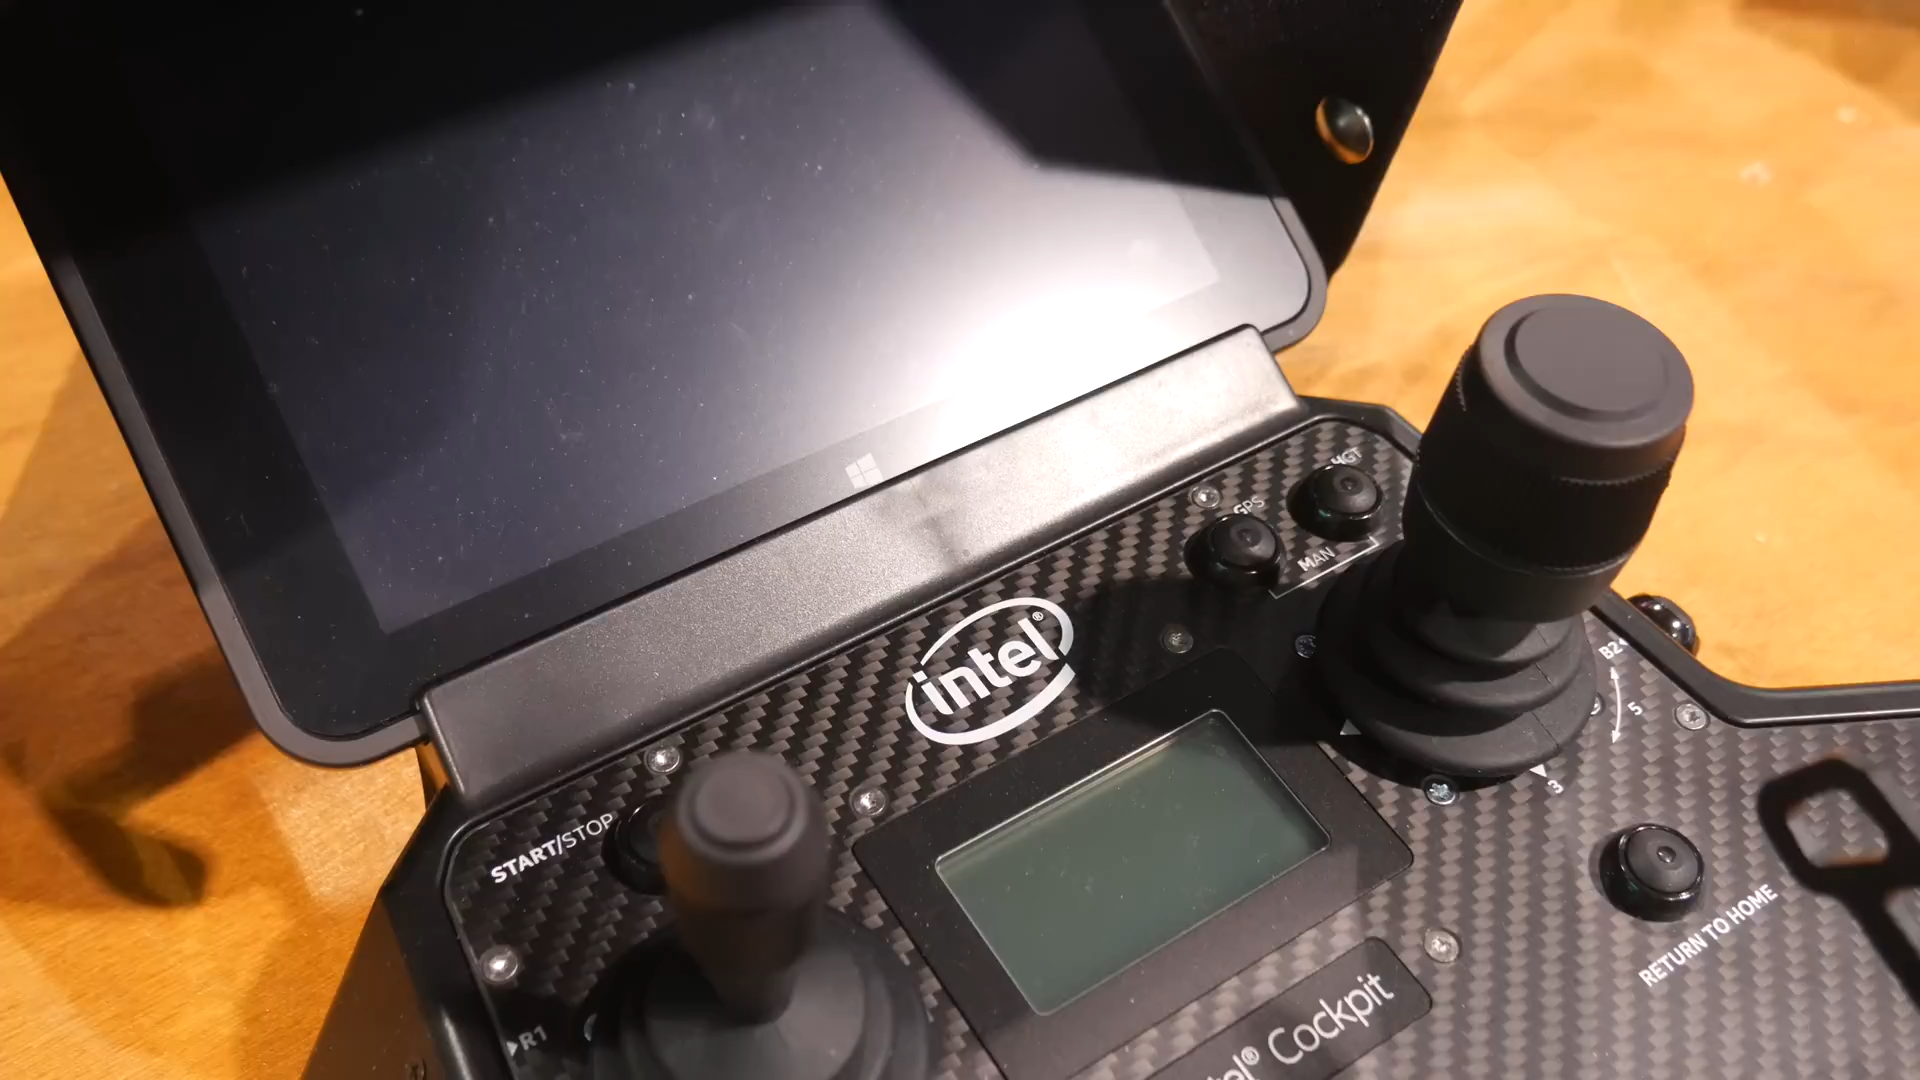 HGT
GPS
MAN
intel®
B2
5
3
START/STOP
RETURN TO HOME
R1
® Cockpit